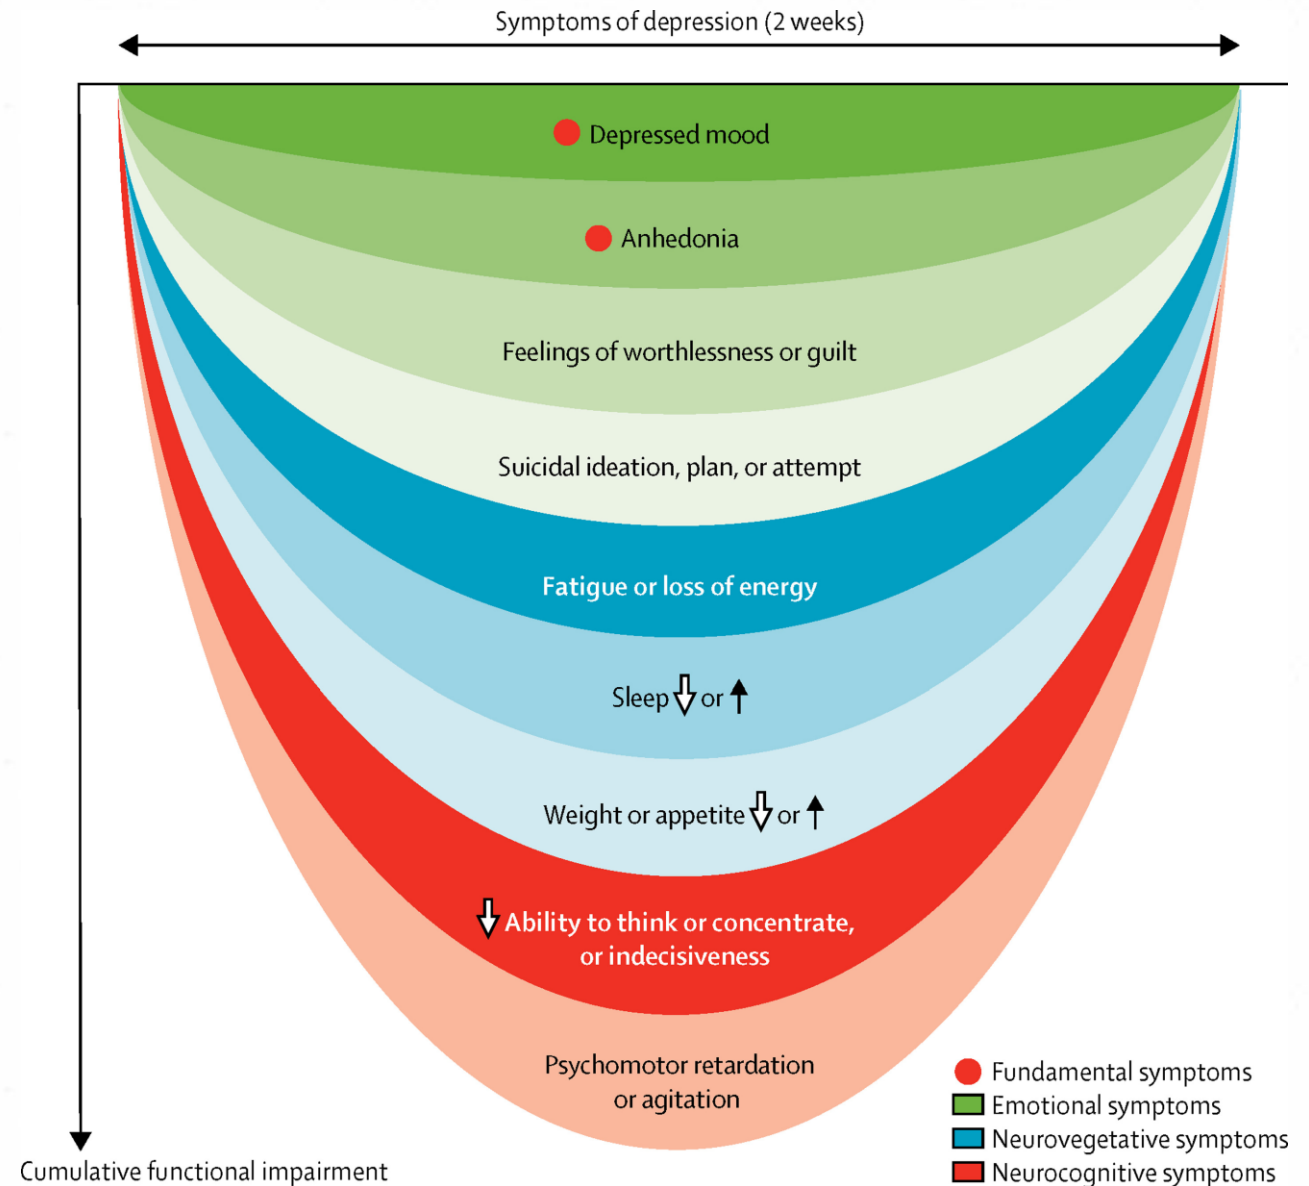 Symptoms of depression (2 weeks)
Depressed mood
Anhedonia
Feelings of worthlessness or guilt
Suicidal ideation, plan, or attempt
Fatigue or loss of energy
Sleep ⇩ or ↑
Weight or appetite ⇩ or ↑
⇩ Ability to think or concentrate,
or indecisiveness
Psychomotor retardation
or agitation
Fundamental symptoms
Emotional symptoms
Neurovegetative symptoms
Neurocognitive symptoms
Cumulative functional impairment